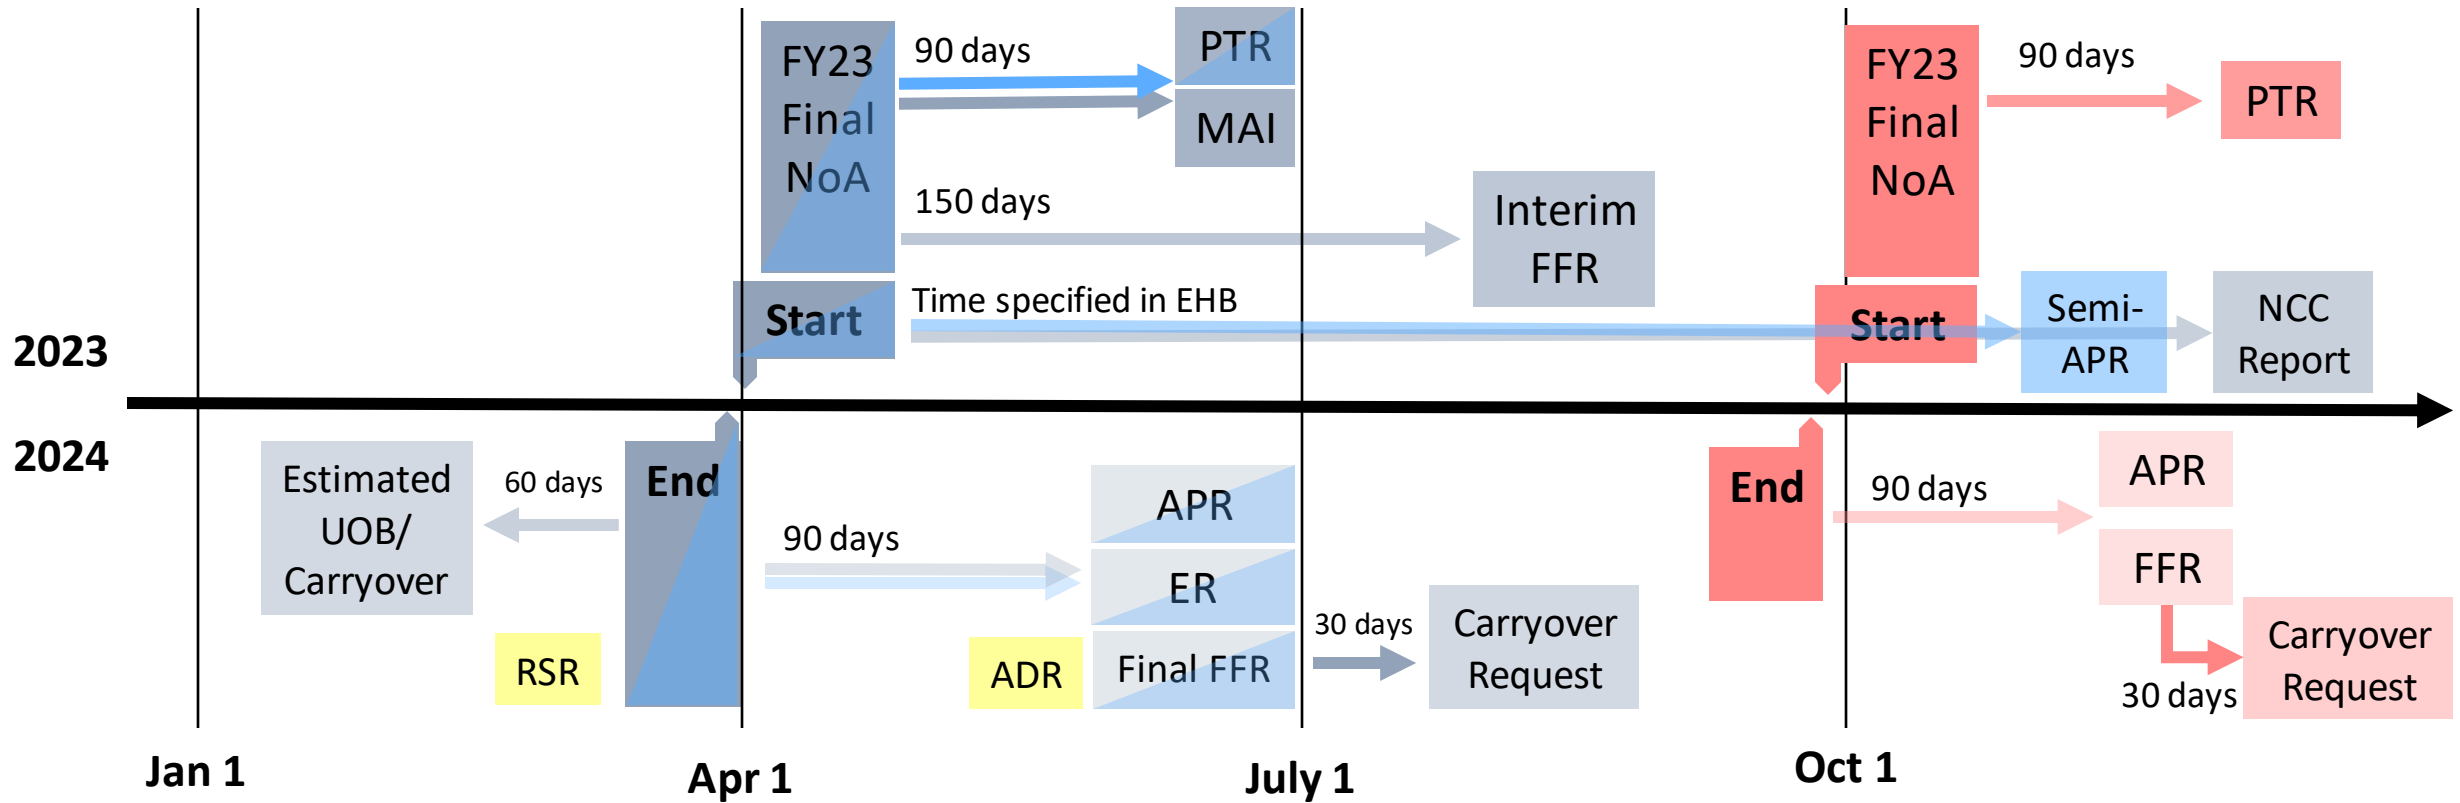 FY23
Final
NoA
90 days
PTR
MAI
150 days
Interim
FFR
Start
Time specified in EHB
FY23
Final
NoA
90 days
PTR
Start
Semi-
APR
NCC
Report
2023
2024
Estimated
UOB/
Carryover
60 days
End
RSR
90 days
APR
ER
ADR
Final FFR
30 days
Carryover
Request
End
90 days
APR
FFR
30 days
Carryover
Request
Jan 1
Apr 1
July 1
Oct 1